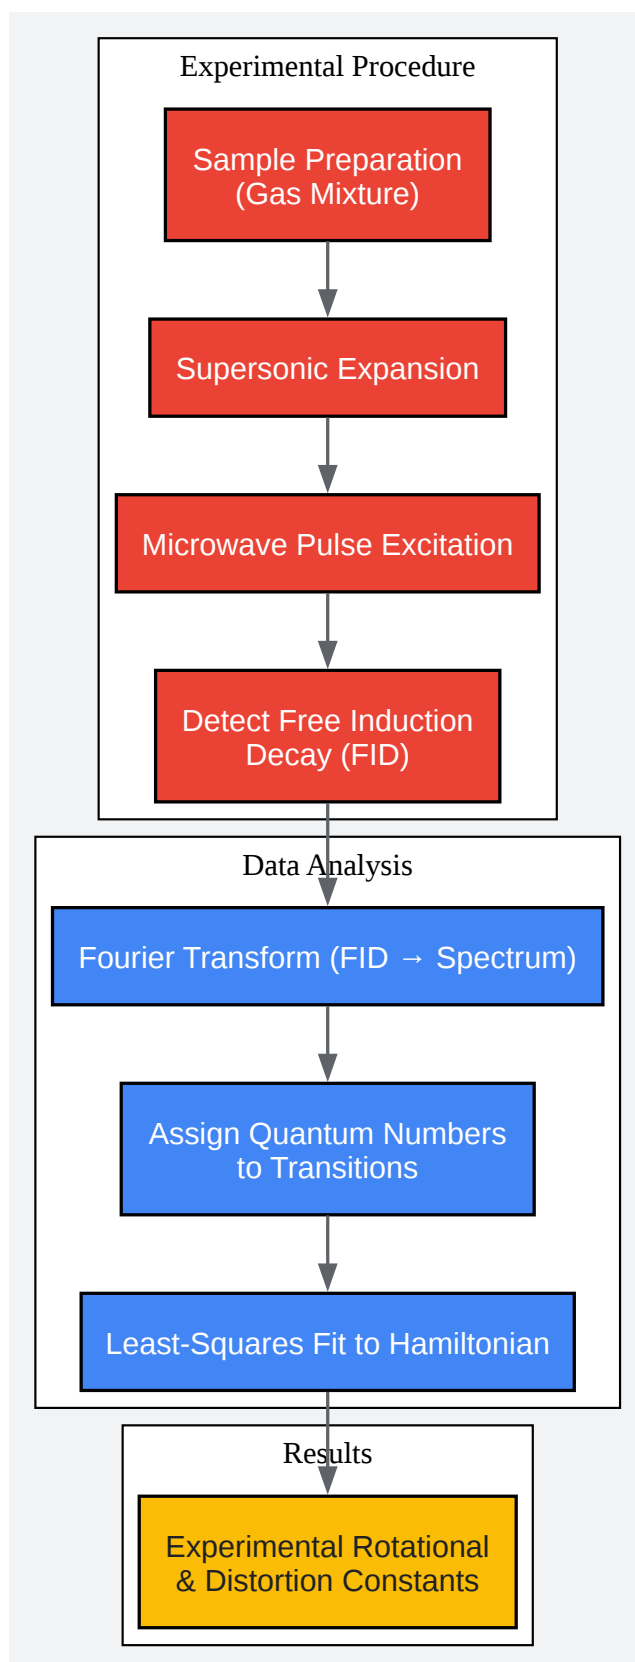 Experimental Procedure
Sample Preparation
(Gas Mixture)
Supersonic Expansion
Microwave Pulse Excitation
Detect Free Induction
Decay (FID)
Data Analysis
Fourier Transform (FID → Spectrum)
Assign Quantum Numbers
to Transitions
Least-Squares Fit to Hamiltonian
Results
Experimental Rotational
& Distortion Constants